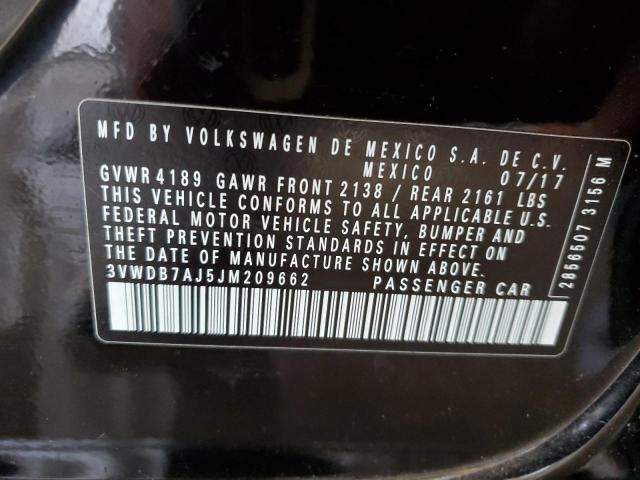 MFD BY VOLKSWAGEN DE MEXICO S.A. DE C.V.
MEXICO 07/17
GVWR 4189 GAWR FRONT 2138 / REAR 2161 LBS
THIS VEHICLE CONFORMS TO ALL APPLICABLE U.S.
FEDERAL MOTOR VEHICLE SAFETY, BUMPER AND
THEFT PREVENTION STANDARDS IN EFFECT ON
THE DATE OF MANUFACTURE SHOWN ABOVE.
3VWDB7AJ5JM209662 PASSENGER CAR
2856507 3156 M